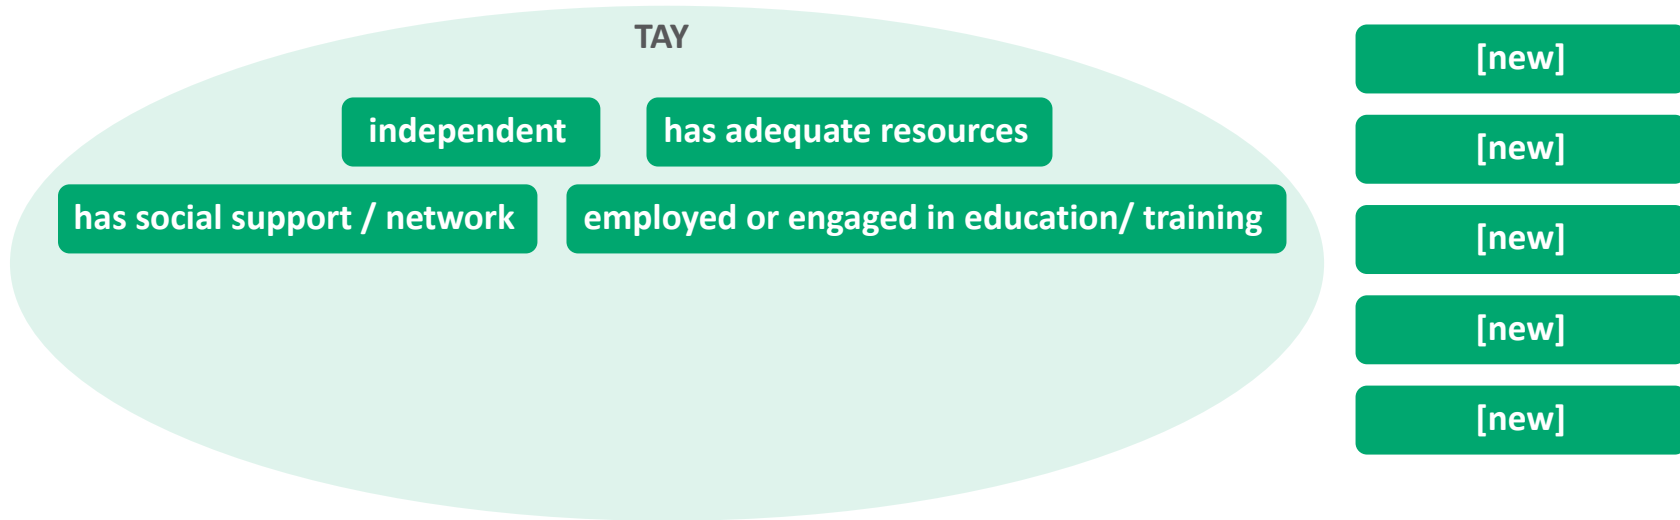 TAY
independent
has adequate resources
has social support / network
employed or engaged in education/ training
[new]
[new]
[new]
[new]
[new]